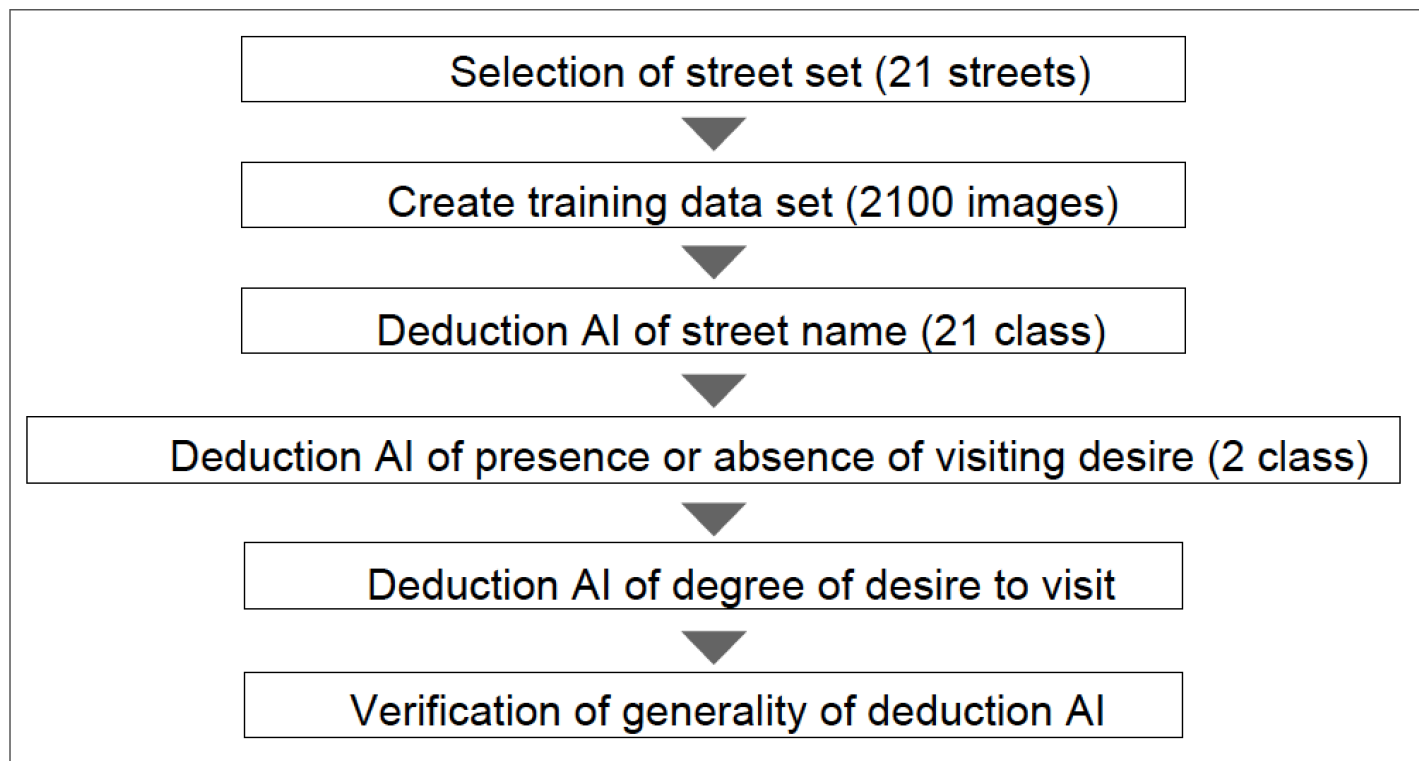 Selection of street set (21 streets)
Create training data set (2100 images)
Deduction AI of street name (21 class)
Deduction AI of presence or absence of visiting desire (2 class)
Deduction AI of degree of desire to visit
Verification of generality of deduction AI